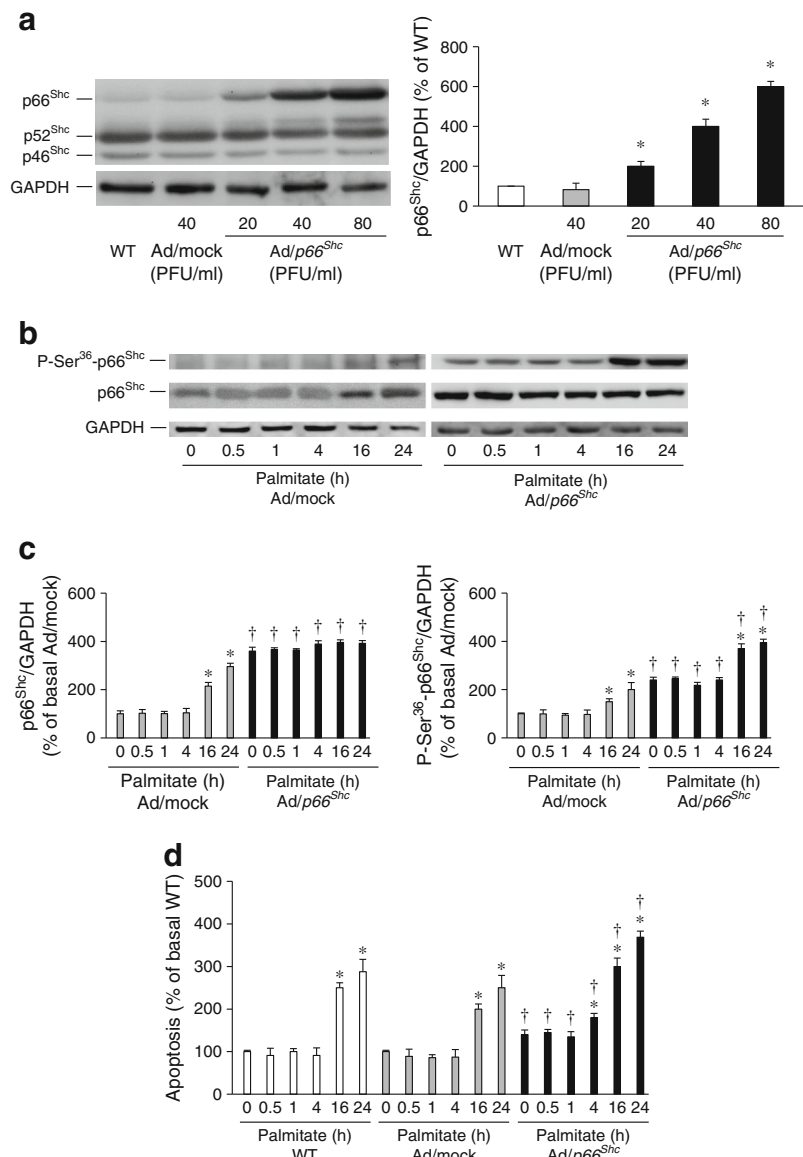 a
p66Shc
p52Shc
p46Shc
GAPDH
40 20 40 80
WT Ad/mock (PFU/ml) Ad/p66Shc (PFU/ml)
p66Shc/GAPDH (% of WT)
800
600
400
200
0
* * *
40 20 40 80
WT Ad/mock (PFU/ml) Ad/p66Shc (PFU/ml)
b
P-Ser36-p66Shc
p66Shc
GAPDH
0 0.5 1 4 16 24 0 0.5 1 4 16 24
Palmitate (h) Palmitate (h)
Ad/mock Ad/p66Shc
c
p66Shc/GAPDH (% of basal Ad/mock)
600
400
200
0
* * † † † † † †
0 0.5 1 4 16 24 0 0.5 1 4 16 24
Palmitate (h) Palmitate (h)
Ad/mock Ad/p66Shc
P-Ser36-p66Shc/GAPDH (% of basal Ad/mock)
600
400
200
0
* * † † † † †* †*
0 0.5 1 4 16 24 0 0.5 1 4 16 24
Palmitate (h) Palmitate (h)
Ad/mock Ad/p66Shc
d
Apoptosis (% of basal WT)
500
400
300
200
100
0
* * * * † † † †* †* †*
0 0.5 1 4 16 24 0 0.5 1 4 16 24 0 0.5 1 4 16 24
Palmitate (h) Palmitate (h) Palmitate (h)
WT Ad/mock Ad/p66Shc